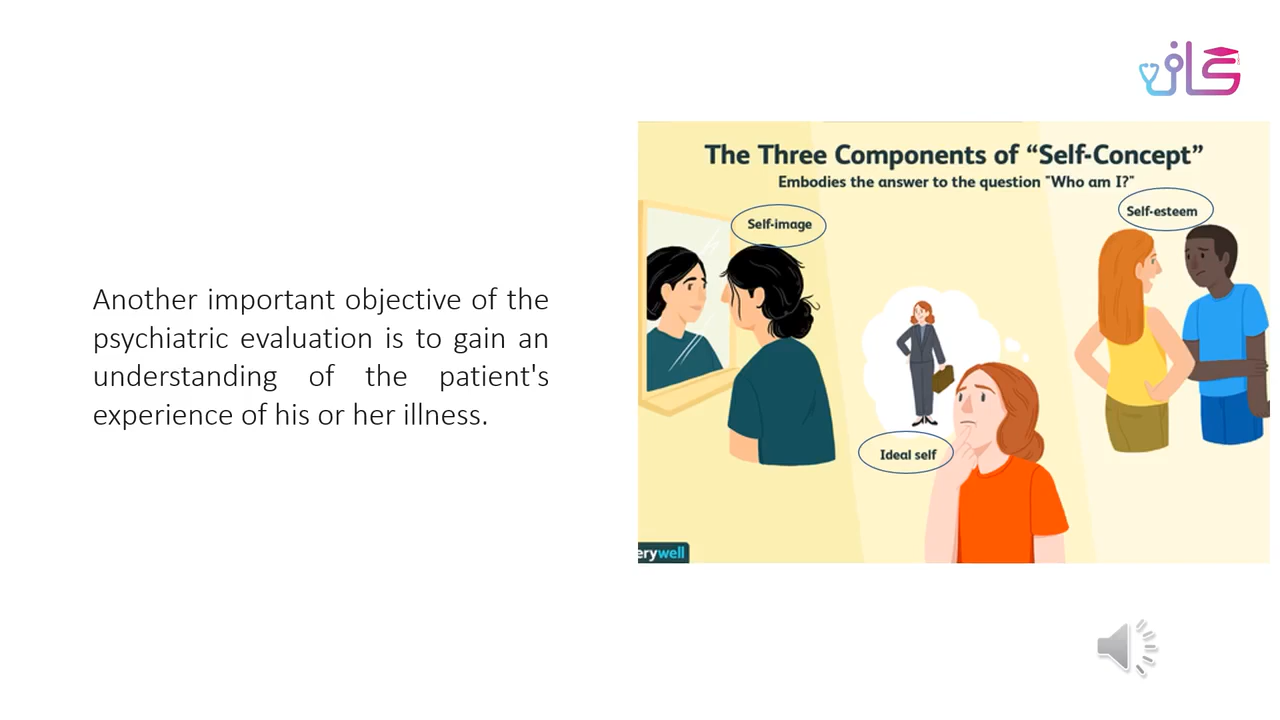 كافي
Another important objective of the
psychiatric evaluation is to gain an
understanding of the patient's
experience of his or her illness.
The Three Components of “Self-Concept”
Embodies the answer to the question "Who am I?"
Self-image
Self-esteem
Ideal self
erywell